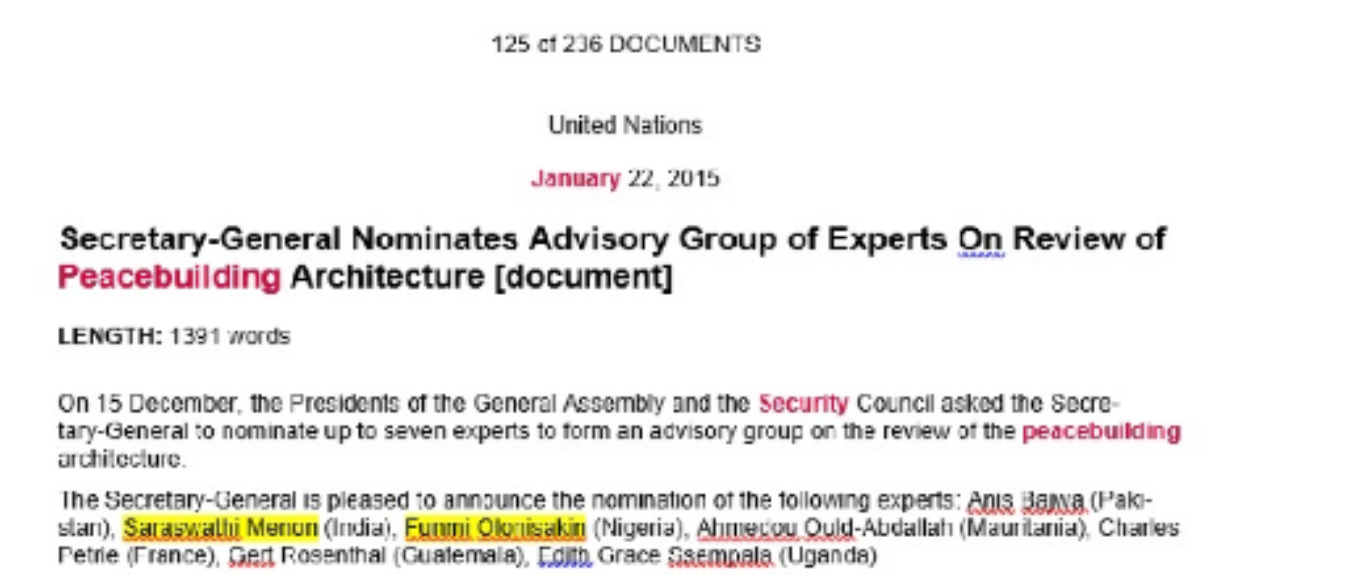 125 of 236 DOCUMENTS
United Nations
January 22, 2015
Secretary-General Nominates Advisory Group of Experts On Review of
Peacebuilding Architecture [document]
LENGTH: 1391 words
On 15 December, the Presidents of the General Assembly and the Security Council asked the Secre-
tary-General to nominate up to seven experts to form an advisory group on the review of the peacebuilding
architecture.
The Secretary-General is pleased to announce the nomination of the following experts: Anis Bajwa (Paki-
stan), Saraswathi Menon (India), Funmi Olonisakin (Nigeria), Ahmedou Ould-Abdallah (Mauritania), Charles
Petrie (France), Gert Rosenthal (Guatemala), Edith Grace Ssempala (Uganda)